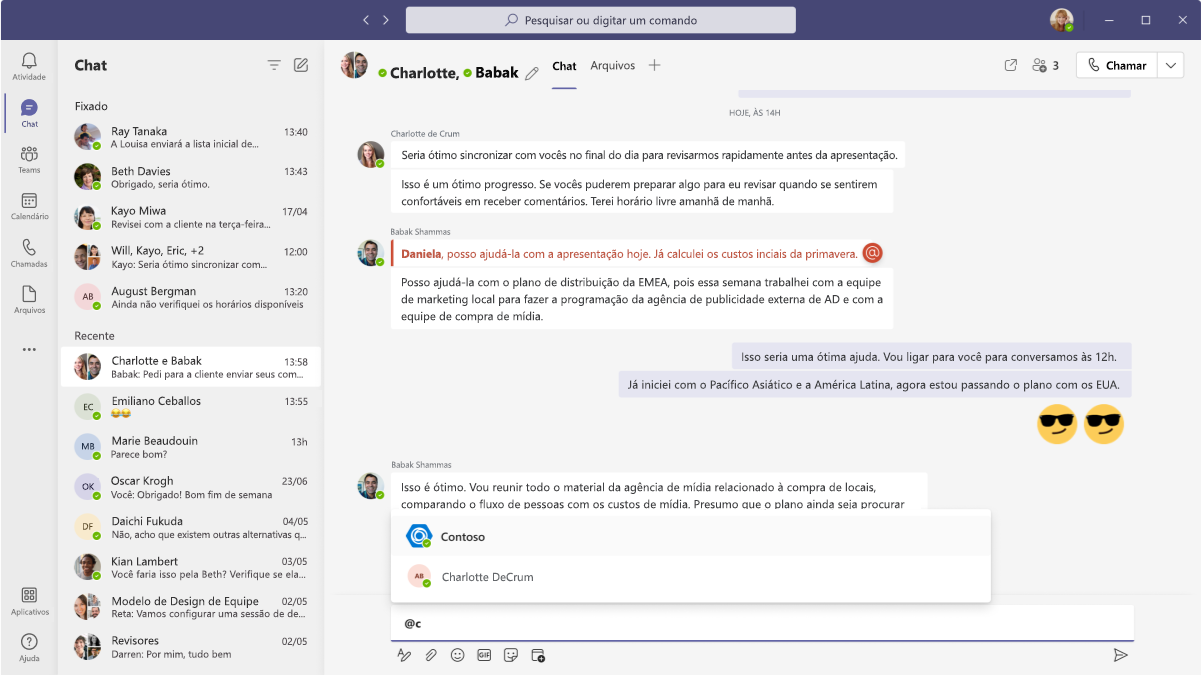 Pesquisar ou digitar um comando
Atividade
Chat
Teams
Calendário
Chamadas
Arquivos
Aplicativos
Ajuda
Chat
Fixado
Ray Tanaka 13:40
A Louisa enviará a lista inicial de...
Beth Davies 13:43
Obrigado, seria ótimo.
Kayo Miwa 17/04
Revisei com a cliente na terça-feira...
Will, Kayo, Eric, +2 12:00
Kayo: Seria ótimo sincronizar com...
AB
August Bergman 13:20
Ainda não verifiquei os horários disponíveis
Recente
Charlotte e Babak 13:58
Babak: Pedi para a cliente enviar seus com...
EC
Emiliano Ceballos 13:55
😂😂
MB
Marie Beaudouin 13h
Parece bom?
OK
Oscar Krogh 23/06
Você: Obrigado! Bom fim de semana
DF
Daichi Fukuda 04/05
Não, acho que existem outras alternativas q...
Kian Lambert 03/05
Você faria isso pela Beth? Verifique se ela...
Modelo de Design de Equipe 02/05
Reta: Vamos configurar uma sessão de de...
Revisores 02/05
Darren: Por mim, tudo bem
Charlotte, Babak
Chat Arquivos
3
Chamar
HOJE, ÀS 14H
Charlotte de Crum
Seria ótimo sincronizar com vocês no final do dia para revisarmos rapidamente antes da apresentação.
Isso é um ótimo progresso. Se vocês puderem preparar algo para eu revisar quando se sentirem
confortáveis em receber comentários. Terei horário livre amanhã de manhã.
Babak Shammas
Daniela, posso ajudá-la com a apresentação hoje. Já calculei os custos inciais da primavera. @
Posso ajudá-la com o plano de distribuição da EMEA, pois essa semana trabalhei com a equipe
de marketing local para fazer a programação da agência de publicidade externa de AD e com a
equipe de compra de mídia.
Isso seria uma ótima ajuda. Vou ligar para você para conversamos às 12h.
Já iniciei com o Pacífico Asiático e a América Latina, agora estou passando o plano com os EUA.
Babak Shammas
Isso é ótimo. Vou reunir todo o material da agência de mídia relacionado à compra de locais,
comparando o fluxo de pessoas com os custos de mídia. Presumo que o plano ainda seja procurar
Contoso
AB
Charlotte DeCrum
@c
GIF